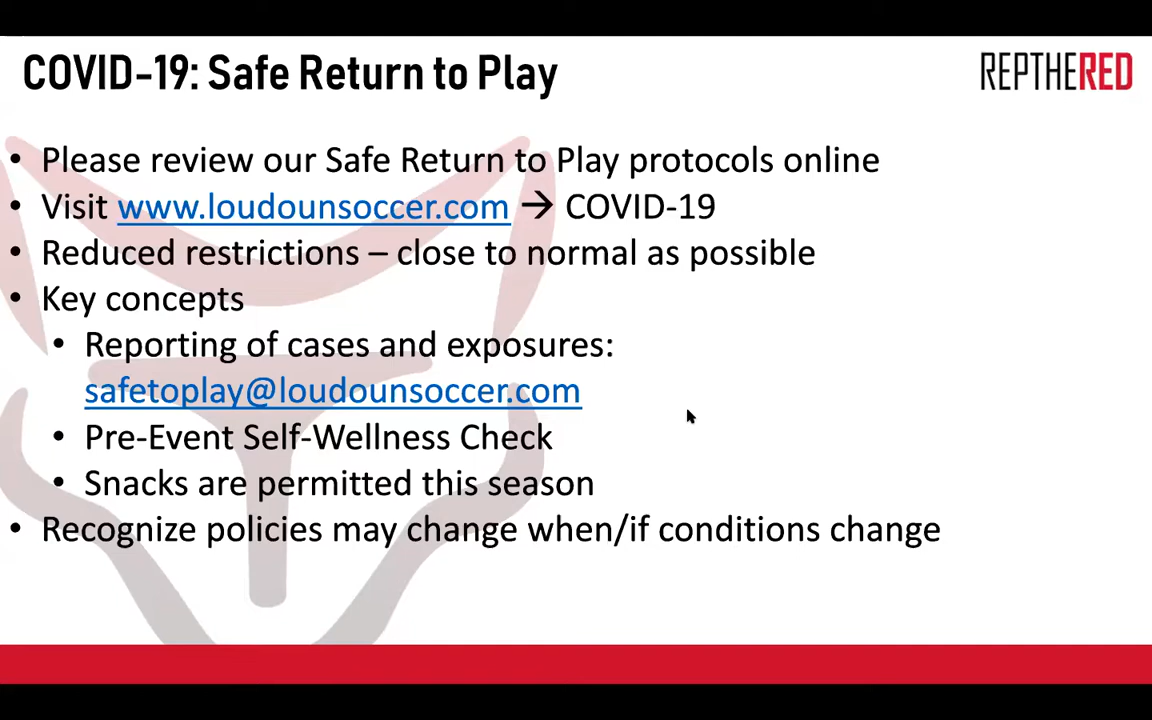 COVID-19: Safe Return to Play
REPTHERED
• Please review our Safe Return to Play protocols online
• Visit www.loudounsoccer.com → COVID-19
• Reduced restrictions – close to normal as possible
• Key concepts
• Reporting of cases and exposures:
safetoplay@loudounsoccer.com
• Pre-Event Self-Wellness Check
• Snacks are permitted this season
• Recognize policies may change when/if conditions change